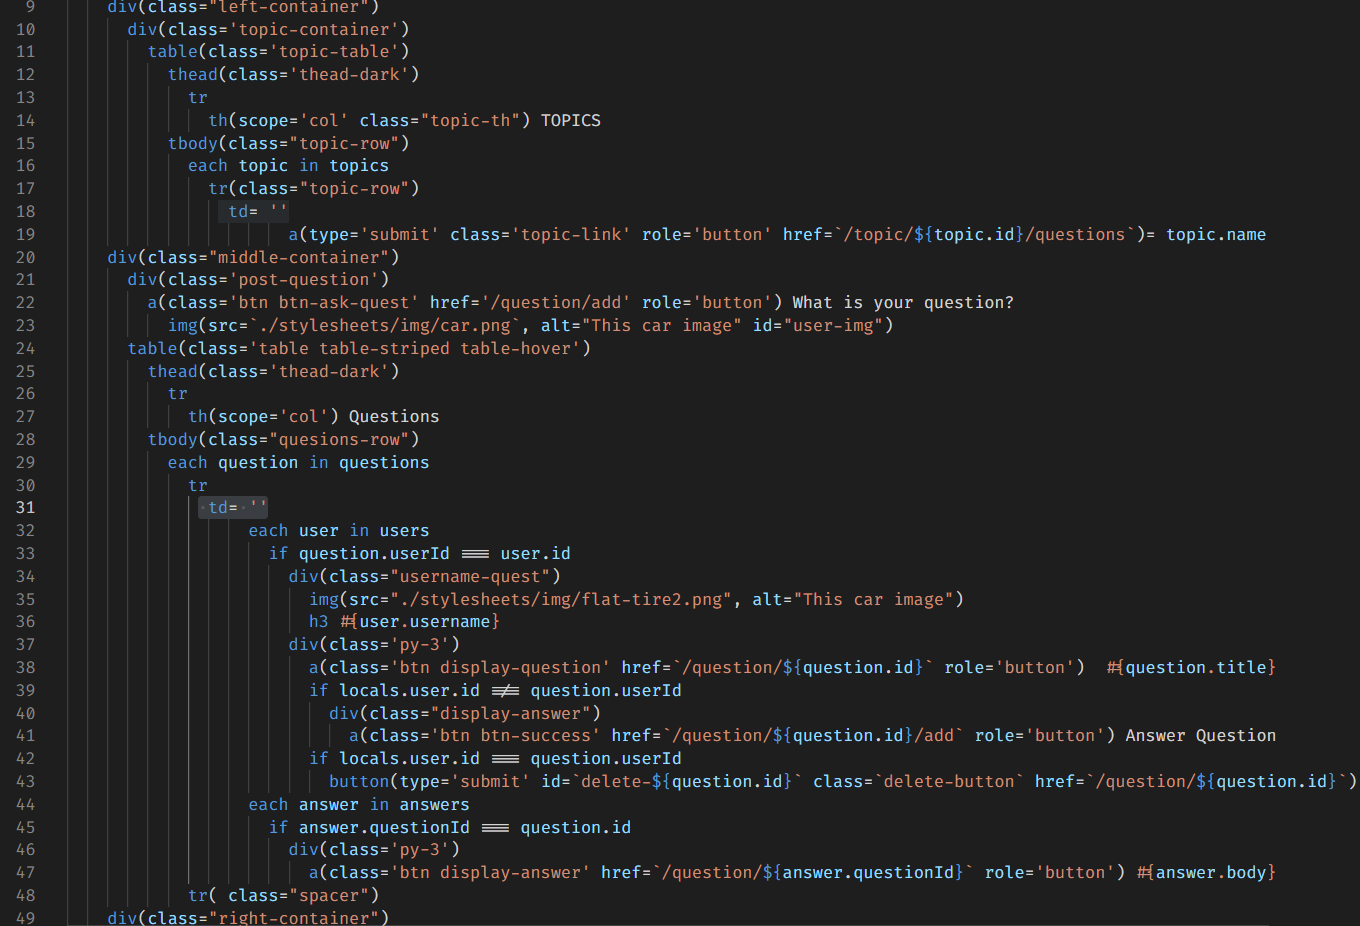 9 div(class="left-container")
10 div(class='topic-container')
11 table(class='topic-table')
12 thead(class='thead-dark')
13 tr
14 th(scope='col' class="topic-th") TOPICS
15 tbody(class="topic-row")
16 each topic in topics
17 tr(class="topic-row")
18 td= ''
19 a(type='submit' class='topic-link' role='button' href=`/topic/${topic.id}/questions`)= topic.name
20 div(class="middle-container")
21 div(class='post-question')
22 a(class='btn btn-ask-quest' href='/question/add' role='button') What is your question?
23 img(src=`./stylesheets/img/car.png`, alt="This car image" id="user-img")
24 table(class='table table-striped table-hover')
25 thead(class='thead-dark')
26 tr
27 th(scope='col') Questions
28 tbody(class="quesions-row")
29 each question in questions
30 tr
31 td= ''
32 each user in users
33 if question.userId === user.id
34 div(class="username-quest")
35 img(src="./stylesheets/img/flat-tire2.png", alt="This car image")
36 h3 #{user.username}
37 div(class='py-3')
38 a(class='btn display-question' href=`/question/${question.id}` role='button')  #{question.title}
39 if locals.user.id !== question.userId
40 div(class="display-answer")
41 a(class='btn btn-success' href=`/question/${question.id}/add` role='button') Answer Question
42 if locals.user.id === question.userId
43 button(type='submit' id=`delete-${question.id}` class=`delete-button` href=`/question/${question.id}`)
44 each answer in answers
45 if answer.questionId === question.id
46 div(class='py-3')
47 a(class='btn display-answer' href=`/question/${answer.questionId}` role='button') #{answer.body}
48 tr( class="spacer")
49 div(class="right-container")